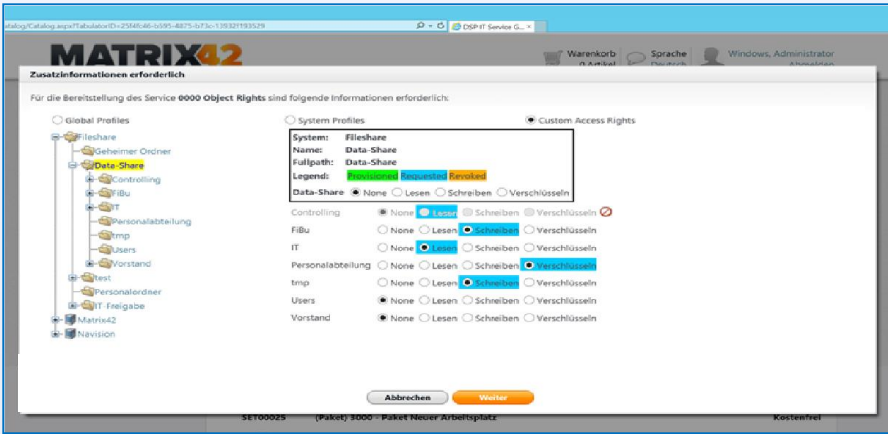 DSP IT Service G...
MATRIX42
Warenkorb
0 Artikel
Sprache
Deutsch
Windows, Administrator
Abmelden
Zusatzinformationen erforderlich
Für die Bereitstellung des Service 0000 Object Rights sind folgende Informationen erforderlich:
Global Profiles
System Profiles
Custom Access Rights
Fileshare
Geheimer Ordner
Data-Share
Controlling
FiBu
IT
Personalabteilung
tmp
Users
Vorstand
test
Personalordner
IT-Freigabe
Matrix42
Navision
System: Fileshare
Name: Data-Share
Fullpath: Data-Share
Legend: Provisioned Requested Revoked
Data-Share None Lesen Schreiben Verschlüsseln
Controlling None Lesen Schreiben Verschlüsseln
FiBu None Lesen Schreiben Verschlüsseln
IT None Lesen Schreiben Verschlüsseln
Personalabteilung None Lesen Schreiben Verschlüsseln
tmp None Lesen Schreiben Verschlüsseln
Users None Lesen Schreiben Verschlüsseln
Vorstand None Lesen Schreiben Verschlüsseln
Abbrechen
Weiter
SET00025 (Paket) 3000 - Paket Neuer Arbeitsplatz Kostenfrei